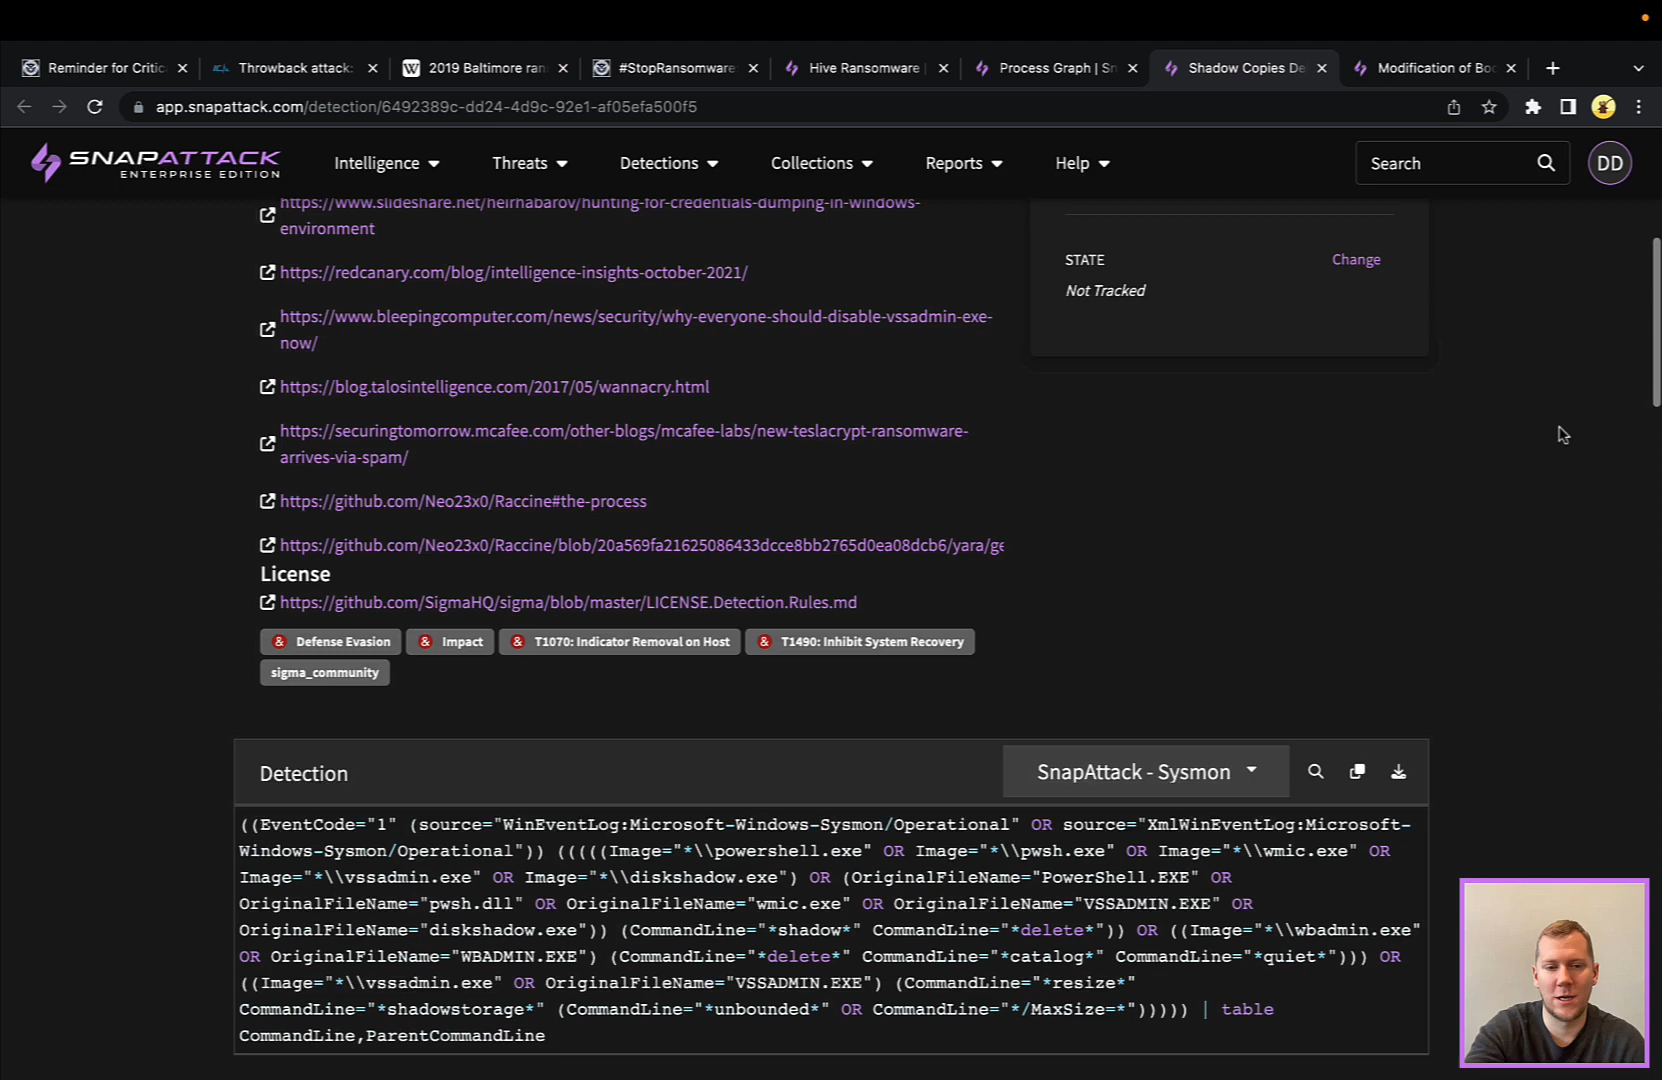 Reminder for Critic
Throwback attack:
2019 Baltimore ran
#StopRansomware
Hive Ransomware |
Process Graph | Sn
Shadow Copies De
Modification of Boo
app.snapattack.com/detection/6492389c-dd24-4d9c-92e1-af05efa500f5
SNAPATTACK
ENTERPRISE EDITION
Intelligence
Threats
Detections
Collections
Reports
Help
Search
DD
https://www.slideshare.net/heirhabarov/hunting-for-credentials-dumping-in-windows-
environment
https://redcanary.com/blog/intelligence-insights-october-2021/
https://www.bleepingcomputer.com/news/security/why-everyone-should-disable-vssadmin-exe-
now/
https://blog.talosintelligence.com/2017/05/wannacry.html
https://securingtomorrow.mcafee.com/other-blogs/mcafee-labs/new-teslacrypt-ransomware-
arrives-via-spam/
https://github.com/Neo23x0/Raccine#the-process
https://github.com/Neo23x0/Raccine/blob/20a569fa21625086433dcce8bb2765d0ea08dcb6/yara/ge
License
https://github.com/SigmaHQ/sigma/blob/master/LICENSE.Detection.Rules.md
& Defense Evasion
& Impact
& T1070: Indicator Removal on Host
& T1490: Inhibit System Recovery
sigma_community
STATE
Change
Not Tracked
Detection
SnapAttack - Sysmon
((EventCode="1" (source="WinEventLog:Microsoft-Windows-Sysmon/Operational" OR source="XmlWinEventLog:Microsoft-
Windows-Sysmon/Operational")) (((((Image="*\\powershell.exe" OR Image="*\\pwsh.exe" OR Image="*\\wmic.exe" OR
Image="*\\vssadmin.exe" OR Image="*\\diskshadow.exe") OR (OriginalFileName="PowerShell.EXE" OR
OriginalFileName="pwsh.dll" OR OriginalFileName="wmic.exe" OR OriginalFileName="VSSADMIN.EXE" OR
OriginalFileName="diskshadow.exe")) (CommandLine="*shadow*" CommandLine="*delete*")) OR ((Image="*\\wbadmin.exe"
OR OriginalFileName="WBADMIN.EXE") (CommandLine="*delete*" CommandLine="*catalog*" CommandLine="*quiet*"))) OR
((Image="*\\vssadmin.exe" OR OriginalFileName="VSSADMIN.EXE") (CommandLine="*resize*"
CommandLine="*shadowstorage*" (CommandLine="*unbounded*" OR CommandLine="*/MaxSize=*"))))) | table
CommandLine,ParentCommandLine